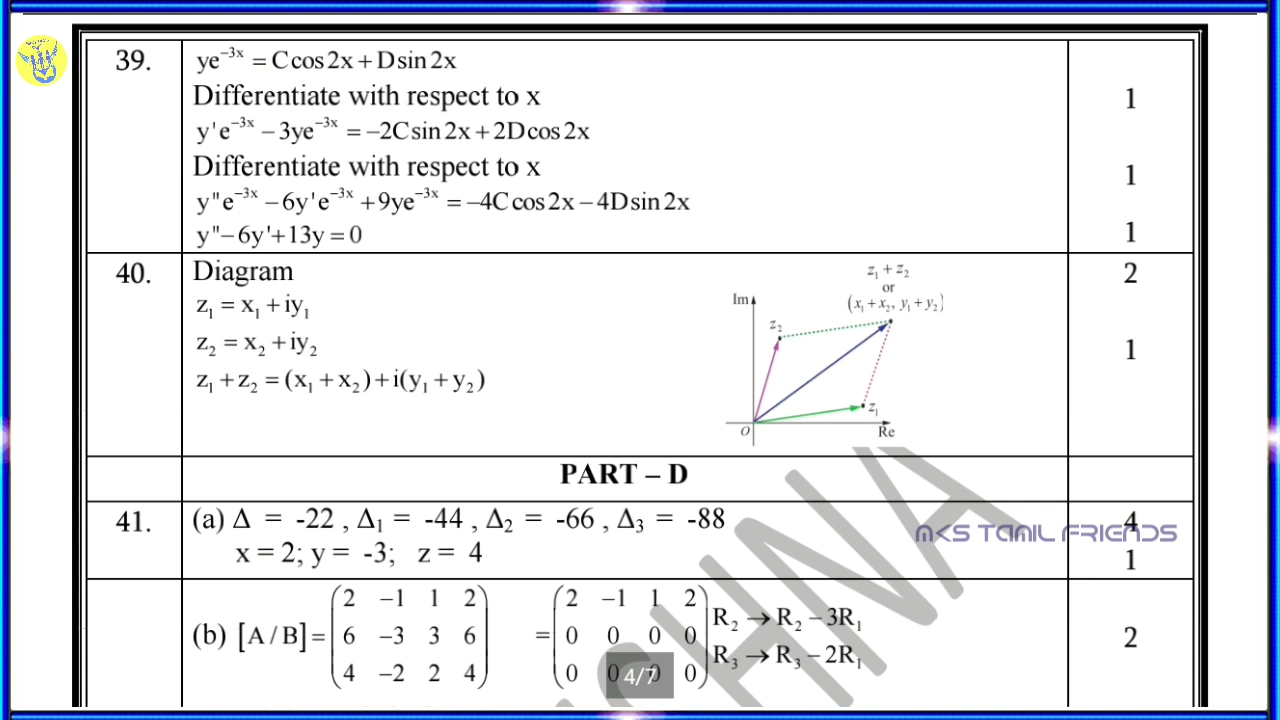 39.
ye⁻³ˣ = C cos 2x + D sin 2x
1
Differentiate with respect to x
y'e⁻³ˣ − 3ye⁻³ˣ = −2C sin 2x + 2D cos 2x
Differentiate with respect to x
1
y"e⁻³ˣ − 6y'e⁻³ˣ + 9ye⁻³ˣ = −4C cos 2x − 4D sin 2x
y"− 6y'+13y = 0
1
40.
Diagram
2
z₁ = x₁ + iy₁
z₂ = x₂ + iy₂
1
z₁ + z₂ = (x₁ + x₂) + i(y₁ + y₂)
z₁ + z₂
or
(x₁ + x₂, y₁ + y₂)
Im
z₂
z₁
O
Re
PART – D
41.
(a) Δ = -22 , Δ₁ = -44 , Δ₂ = -66 , Δ₃ = -88
4
MKS TAMIL FRIENDS
x = 2; y = -3; z = 4
1
(b) [A / B] =
2 −1 1 2
6 −3 3 6
4 −2 2 4
=
2 −1 1 2
0 0 0 0
0 0 0 0
R₂ → R₂ − 3R₁
R₃ → R₃ − 2R₁
2
4/7